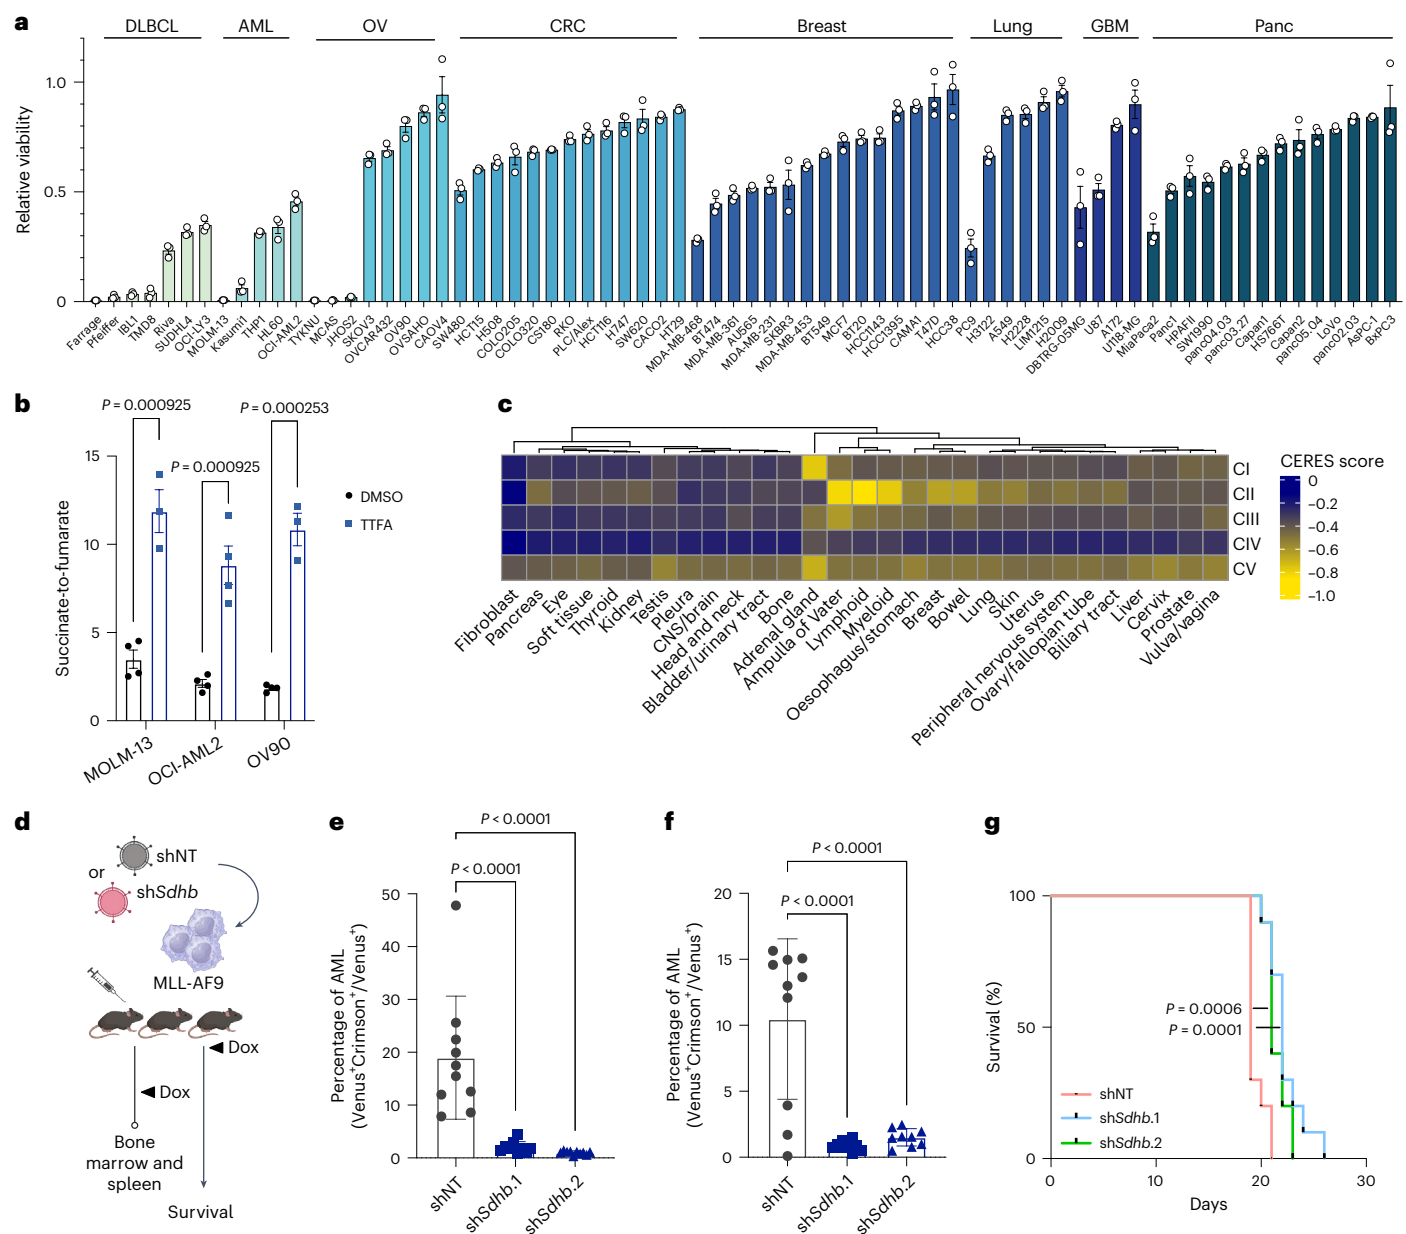 a
DLBCL AML OV CRC Breast Lung GBM Panc
Relative viability
1.0
0.5
0
Farrage Pfeiffer IBL1 TMD8 Riva SUDHL4 OCI-LY3 MOLM-13 Kasumi1 THP1 HL60 OCI-AML2 TYKNU MCAS JHOS2 SKOV3 OVCAR432 OV90 OVSAHO CAOV4 SW480 HCT15 H508 COLO205 COLO320 CS180 RKO PLC/Alex HCT116 H747 SW620 CACO2 HT29 MDA-MB-468 BT474 MDA-MB-361 AU565 MDA-MB-231 SKBR3 MDA-MB-453 BT549 MCF7 BT20 HCC1143 HCC1395 CAMA1 T47D HCC38 PC9 H3122 A549 H2228 LIM1215 H2009 DBTRG-05MG U87 A172 U118-MG MiaPaca2 Panc1 HPAFII SW1990 panc04.03 panc03.27 Capan1 HS766T Capan2 panc05.04 LoVo panc02.03 AsPC-1 BxPC3
b
P = 0.000925
P = 0.000253
P = 0.000925
Succinate-to-fumarate
15
10
5
0
DMSO
TTFA
MOLM-13 OCI-AML2 OV90
c
CI
CII
CIII
CIV
CV
CERES score
0
−0.2
−0.4
−0.6
−0.8
−1.0
Fibroblast Pancreas Eye Soft tissue Thyroid Kidney Testis Pleura CNS/brain Head and neck Bladder/urinary tract Bone Adrenal gland Ampulla of Vater Lymphoid Myeloid Oesophagus/stomach Breast Bowel Lung Skin Uterus Peripheral nervous system Ovary/fallopian tube Biliary tract Liver Cervix Prostate Vulva/vagina
d
shNT
or
shSdhb
MLL-AF9
Dox
Dox
Bone
marrow and
spleen
Survival
e
P < 0.0001
P < 0.0001
Percentage of AML
(Venus+Crimson+/Venus+)
50
40
30
20
10
0
shNT shSdhb.1 shSdhb.2
f
P < 0.0001
P < 0.0001
Percentage of AML
(Venus+Crimson+/Venus+)
20
15
10
5
0
shNT shSdhb.1 shSdhb.2
g
Survival (%)
100
50
0
P = 0.0006
P = 0.0001
shNT
shSdhb.1
shSdhb.2
0 10 20 30
Days